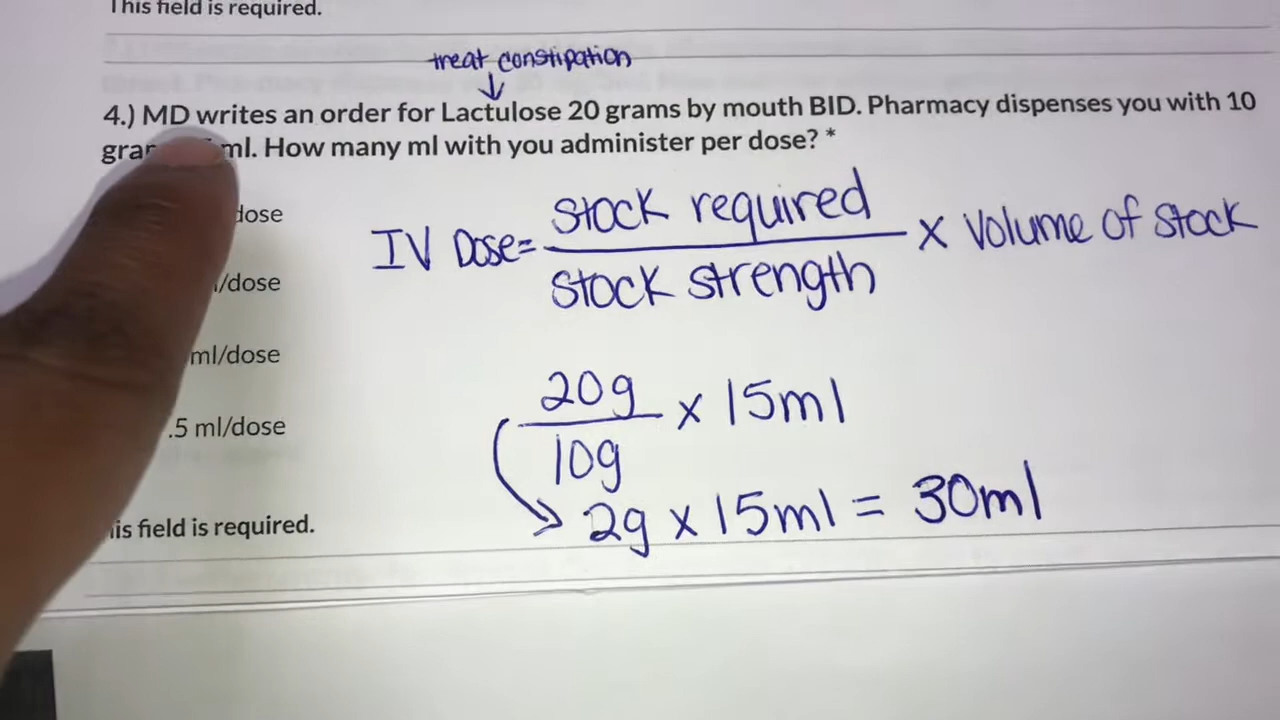 This field is required.
treat constipation
4.) MD writes an order for Lactulose 20 grams by mouth BID. Pharmacy dispenses you with 10
ml. How many ml with you administer per dose? *
dose
IV Dose= stock required / stock strength x Volume of stock
/dose
ml/dose
20g / 10g x 15ml
.5 ml/dose
2g x 15ml = 30ml
field is required.